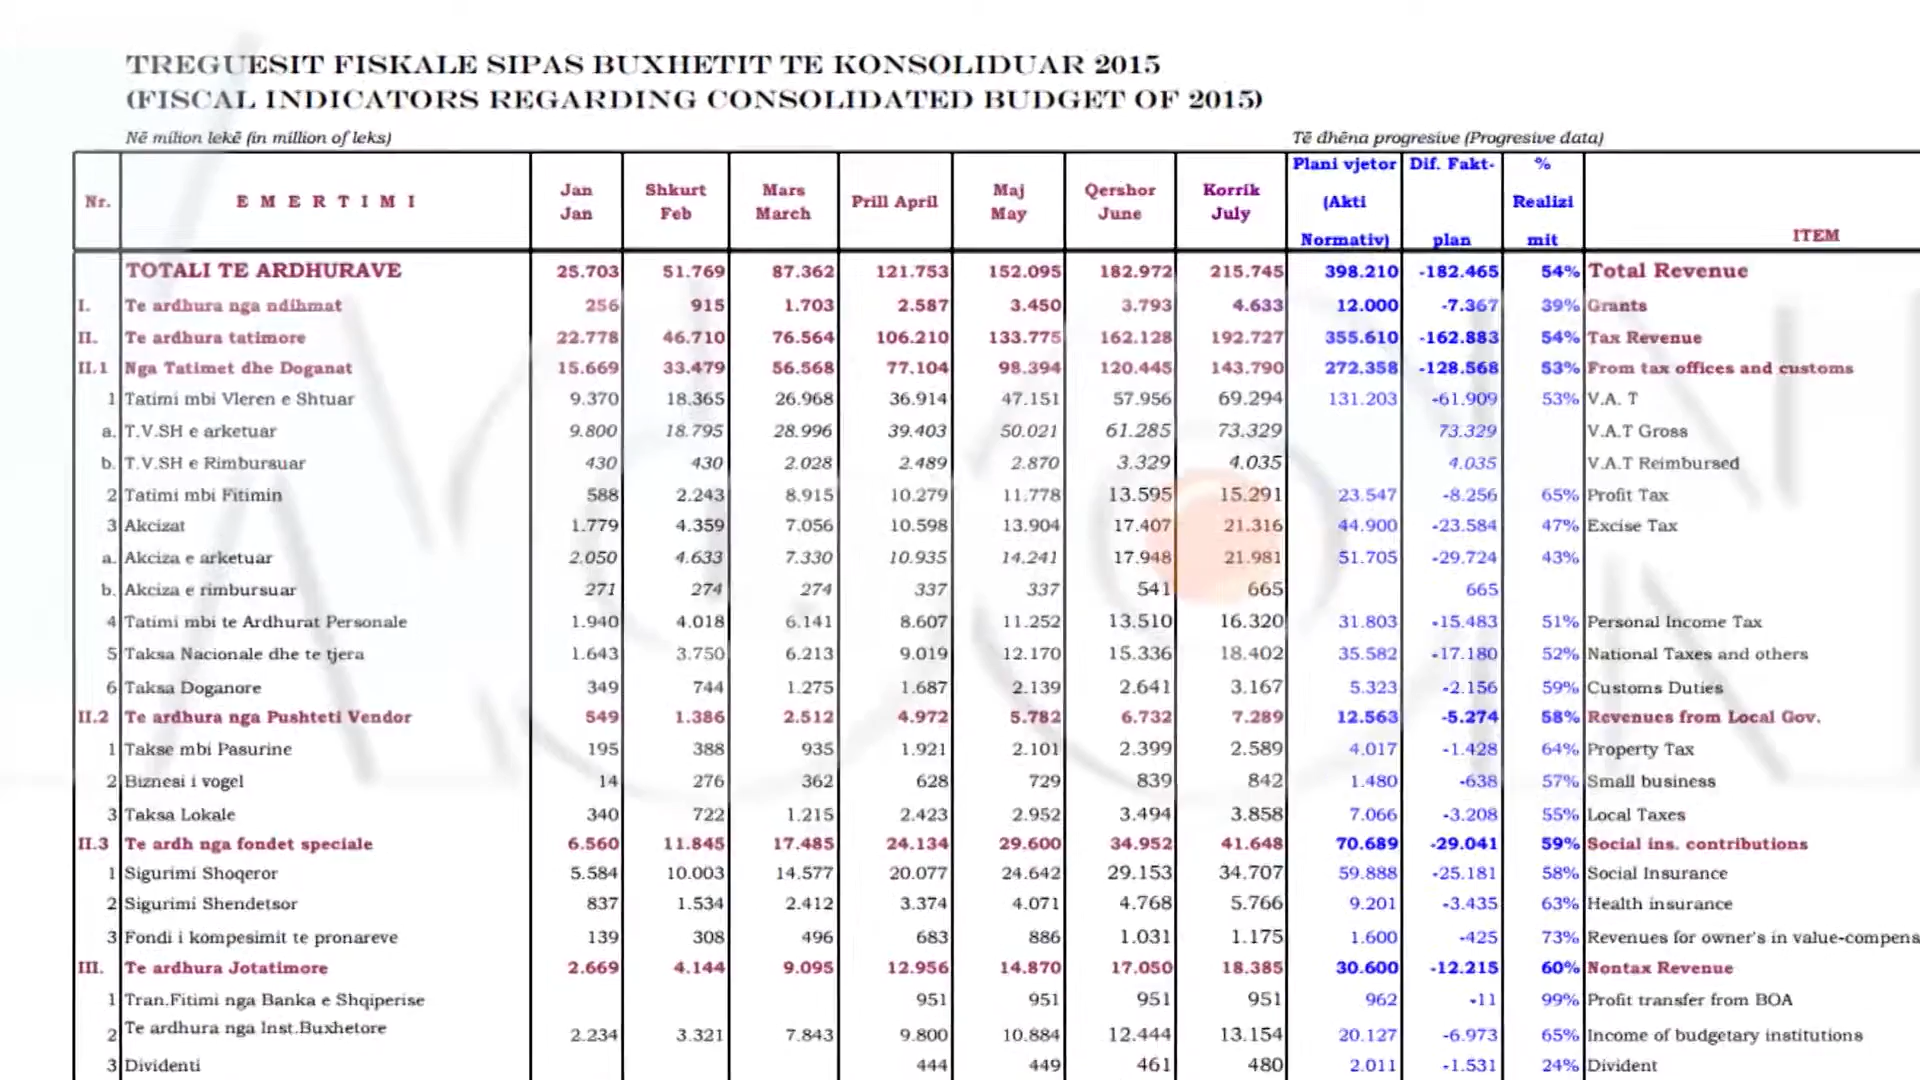 TREGUESIT FISKALE SIPAS BUXHETIT TE KONSOLIDUAR 2015
(FISCAL INDICATORS REGARDING CONSOLIDATED BUDGET OF 2015)
Në milion lekë (in million of leks) Të dhëna progresive (Progresive data)
Nr. E M E R T I M I Jan Jan Shkurt Feb Mars March Prill April Maj May Qershor June Korrik July Plani vjetor (Akti Normativ) Dif. Fakt-plan % Realizi mit ITEM
TOTALI TE ARDHURAVE 25.703 51.769 87.362 121.753 152.095 182.972 215.745 398.210 -182.465 54% Total Revenue
I. Te ardhura nga ndihmat 256 915 1.703 2.587 3.450 3.793 4.633 12.000 -7.367 39% Grants
II. Te ardhura tatimore 22.778 46.710 76.564 106.210 133.775 162.128 192.727 355.610 -162.883 54% Tax Revenue
II.1 Nga Tatimet dhe Doganat 15.669 33.479 56.568 77.104 98.394 120.445 143.790 272.358 -128.568 53% From tax offices and customs
1 Tatimi mbi Vleren e Shtuar 9.370 18.365 26.968 36.914 47.151 57.956 69.294 131.203 -61.909 53% V.A. T
a. T.V.SH e arketuar 9.800 18.795 28.996 39.403 50.021 61.285 73.329 73.329 V.A.T Gross
b. T.V.SH e Rimbursuar 430 430 2.028 2.489 2.870 3.329 4.035 4.035 V.A.T Reimbursed
2 Tatimi mbi Fitimin 588 2.243 8.915 10.279 11.778 13.595 15.291 23.547 -8.256 65% Profit Tax
3 Akcizat 1.779 4.359 7.056 10.598 13.904 17.407 21.316 44.900 -23.584 47% Excise Tax
a. Akciza e arketuar 2.050 4.633 7.330 10.935 14.241 17.948 21.981 51.705 -29.724 43%
b. Akciza e rimbursuar 271 274 274 337 337 541 665 665
4 Tatimi mbi te Ardhurat Personale 1.940 4.018 6.141 8.607 11.252 13.510 16.320 31.803 -15.483 51% Personal Income Tax
5 Taksa Nacionale dhe te tjera 1.643 3.750 6.213 9.019 12.170 15.336 18.402 35.582 -17.180 52% National Taxes and others
6 Taksa Doganore 349 744 1.275 1.687 2.139 2.641 3.167 5.323 -2.156 59% Customs Duties
II.2 Te ardhura nga Pushteti Vendor 549 1.386 2.512 4.972 5.782 6.732 7.289 12.563 -5.274 58% Revenues from Local Gov.
1 Takse mbi Pasurine 195 388 935 1.921 2.101 2.399 2.589 4.017 -1.428 64% Property Tax
2 Biznesi i vogel 14 276 362 628 729 839 842 1.480 -638 57% Small business
3 Taksa Lokale 340 722 1.215 2.423 2.952 3.494 3.858 7.066 -3.208 55% Local Taxes
II.3 Te ardh nga fondet speciale 6.560 11.845 17.485 24.134 29.600 34.952 41.648 70.689 -29.041 59% Social ins. contributions
1 Sigurimi Shoqeror 5.584 10.003 14.577 20.077 24.642 29.153 34.707 59.888 -25.181 58% Social Insurance
2 Sigurimi Shendetsor 837 1.534 2.412 3.374 4.071 4.768 5.766 9.201 -3.435 63% Health insurance
3 Fondi i kompesimit te pronareve 139 308 496 683 886 1.031 1.175 1.600 -425 73% Revenues for owner's in value-compens
III. Te ardhura Jotatimore 2.669 4.144 9.095 12.956 14.870 17.050 18.385 30.600 -12.215 60% Nontax Revenue
1 Tran.Fitimi nga Banka e Shqiperise 951 951 951 951 962 -11 99% Profit transfer from BOA
2 Te ardhura nga Inst.Buxhetore 2.234 3.321 7.843 9.800 10.884 12.444 13.154 20.127 -6.973 65% Income of budgetary institutions
3 Dividenti 444 449 461 480 2.011 -1.531 24% Divident